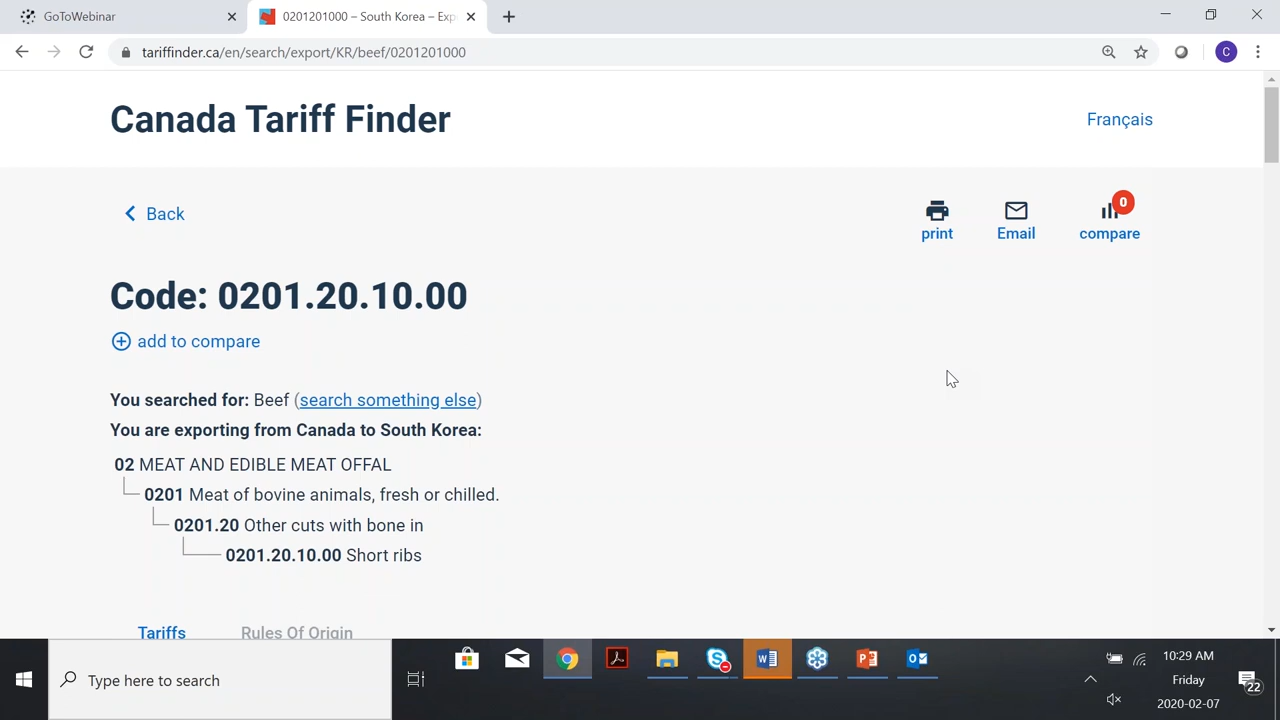 GoToWebinar
0201201000 – South Korea – Exp
tariffinder.ca/en/search/export/KR/beef/0201201000
C
Canada Tariff Finder
Français
Back
print
Email
0
compare
Code: 0201.20.10.00
add to compare
You searched for: Beef (search something else)
You are exporting from Canada to South Korea:
02 MEAT AND EDIBLE MEAT OFFAL
0201 Meat of bovine animals, fresh or chilled.
0201.20 Other cuts with bone in
0201.20.10.00 Short ribs
Tariffs
Rules Of Origin
Type here to search
10:29 AM
Friday
2020-02-07
22